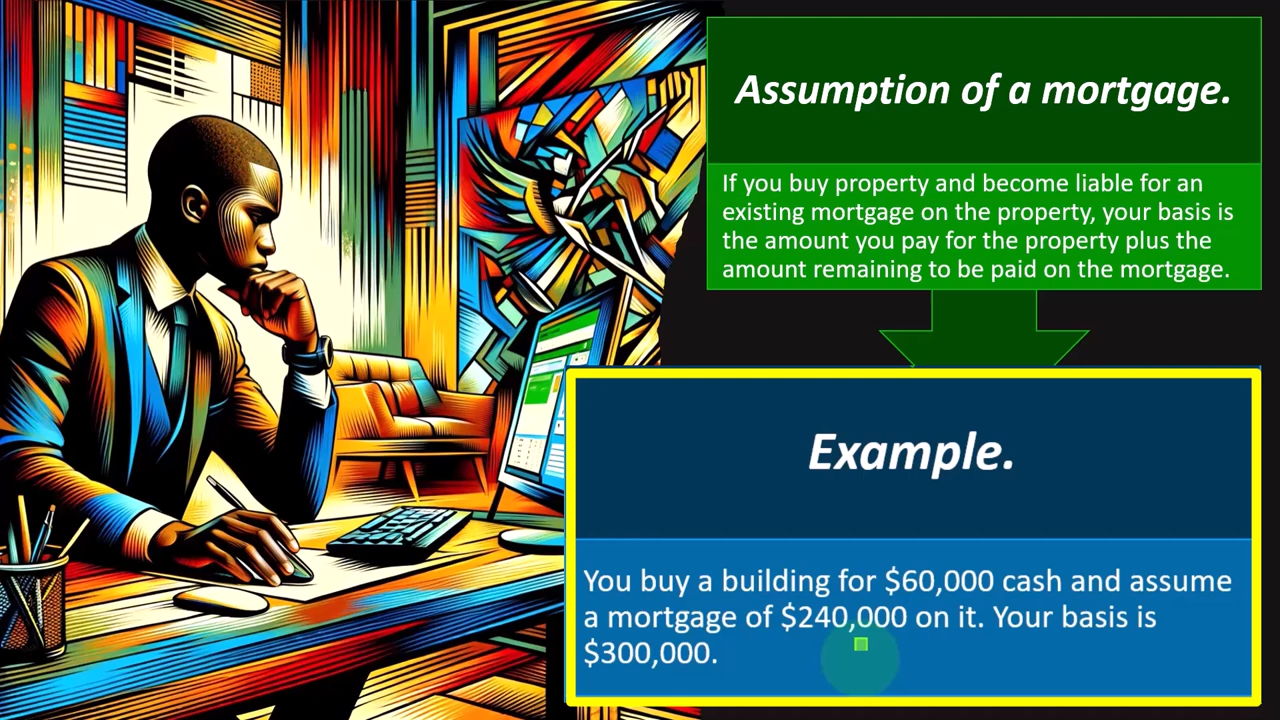 Assumption of a mortgage.
If you buy property and become liable for an
existing mortgage on the property, your basis is
the amount you pay for the property plus the
amount remaining to be paid on the mortgage.
Example.
You buy a building for $60,000 cash and assume
a mortgage of $240,000 on it. Your basis is
$300,000.